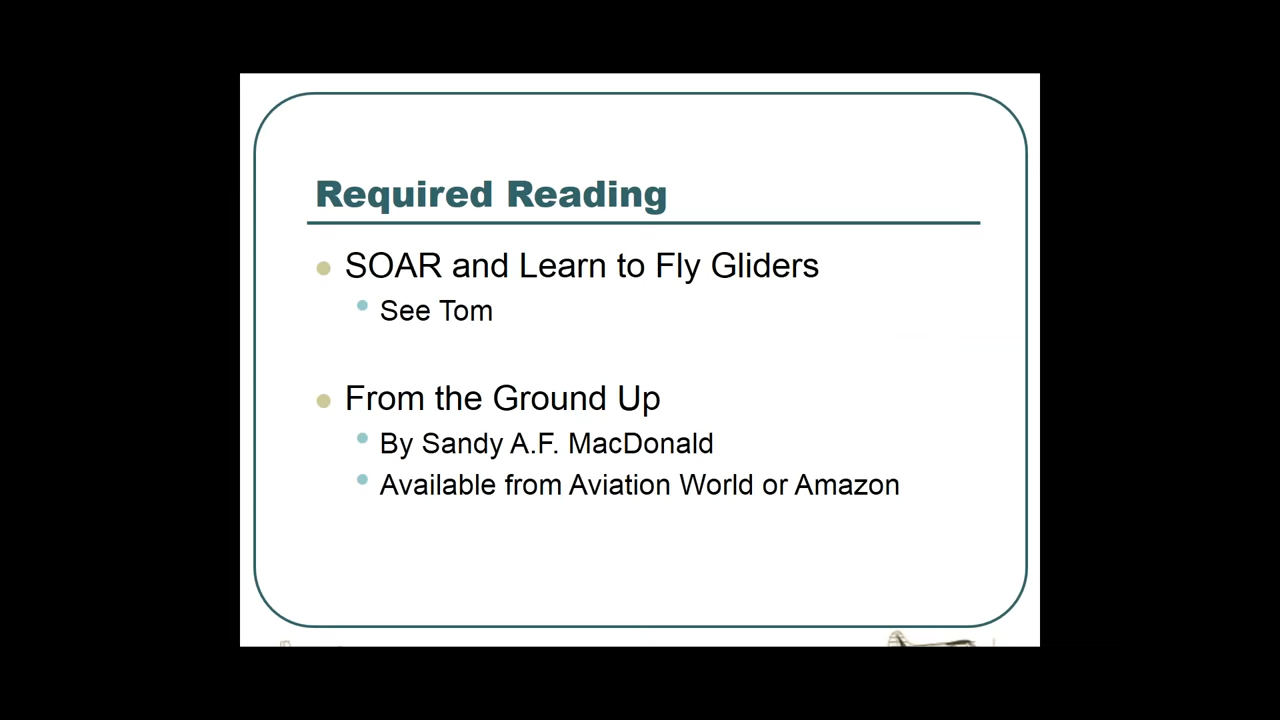 Required Reading
SOAR and Learn to Fly Gliders
See Tom
From the Ground Up
By Sandy A.F. MacDonald
Available from Aviation World or Amazon